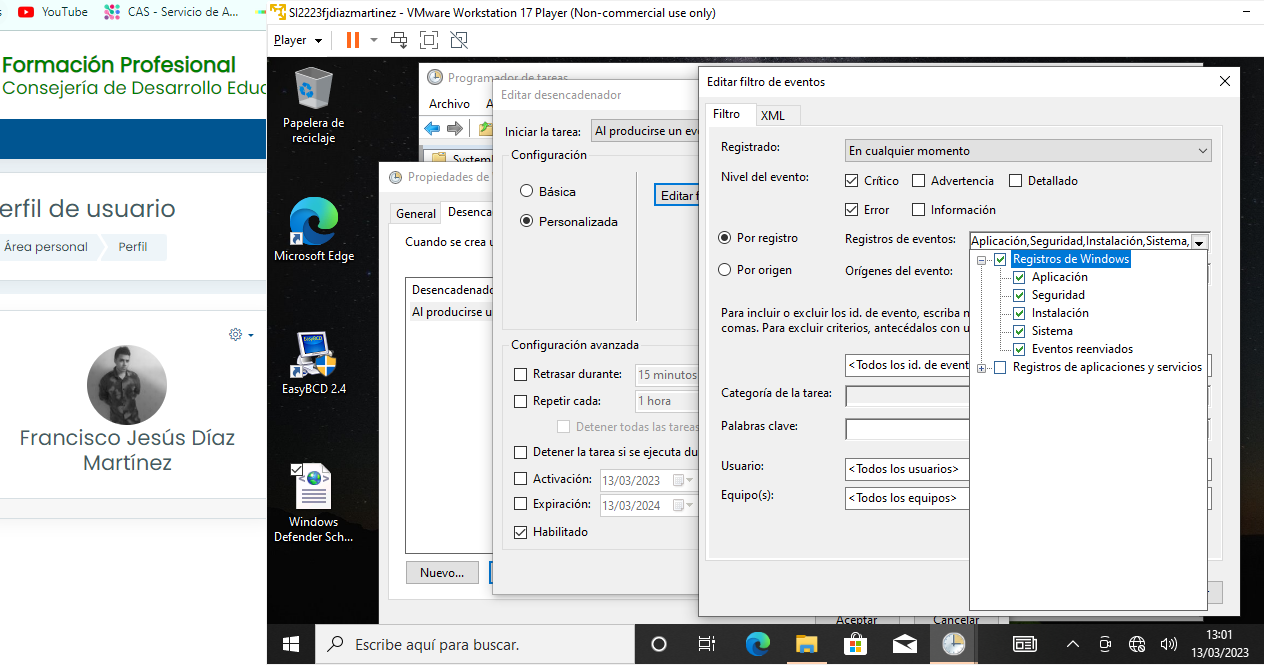 YouTube
CAS - Servicio de A...
Formación Profesional
Consejería de Desarrollo Educ
erfil de usuario
Área personal
Perfil
Francisco Jesús Díaz
Martínez
SI2223fjdiazmartinez - VMware Workstation 17 Player (Non-commercial use only)
Player
Papelera de
reciclaje
Microsoft Edge
EasyBCD 2.4
Windows
Defender Sch...
Programador de tareas
Archivo A
System
Propiedades de
General
Desenca
Cuando se crea u
Desencadenado
Al producirse u
Nuevo...
Editar desencadenador
Iniciar la tarea:
Al producirse un eve
Configuración
Básica
Personalizada
Editar f
Configuración avanzada
Retrasar durante:
15 minutos
Repetir cada:
1 hora
Detener todas las tareas
Detener la tarea si se ejecuta du
Activación:
13/03/2023
Expiración:
13/03/2024
Habilitado
Editar filtro de eventos
Filtro
XML
Registrado:
En cualquier momento
Nivel del evento:
Crítico
Advertencia
Detallado
Error
Información
Por registro
Registros de eventos:
Aplicación,Seguridad,Instalación,Sistema,
Por origen
Orígenes del evento:
Registros de Windows
Aplicación
Seguridad
Instalación
Sistema
Eventos reenviados
Registros de aplicaciones y servicios
Para incluir o excluir los id. de evento, escriba n
comas. Para excluir criterios, antecédalos con u
<Todos los id. de event
Categoría de la tarea:
Palabras clave:
Usuario:
<Todos los usuarios>
Equipo(s):
<Todos los equipos>
Aceptar
Cancelar
Escribe aquí para buscar.
13:01
13/03/2023